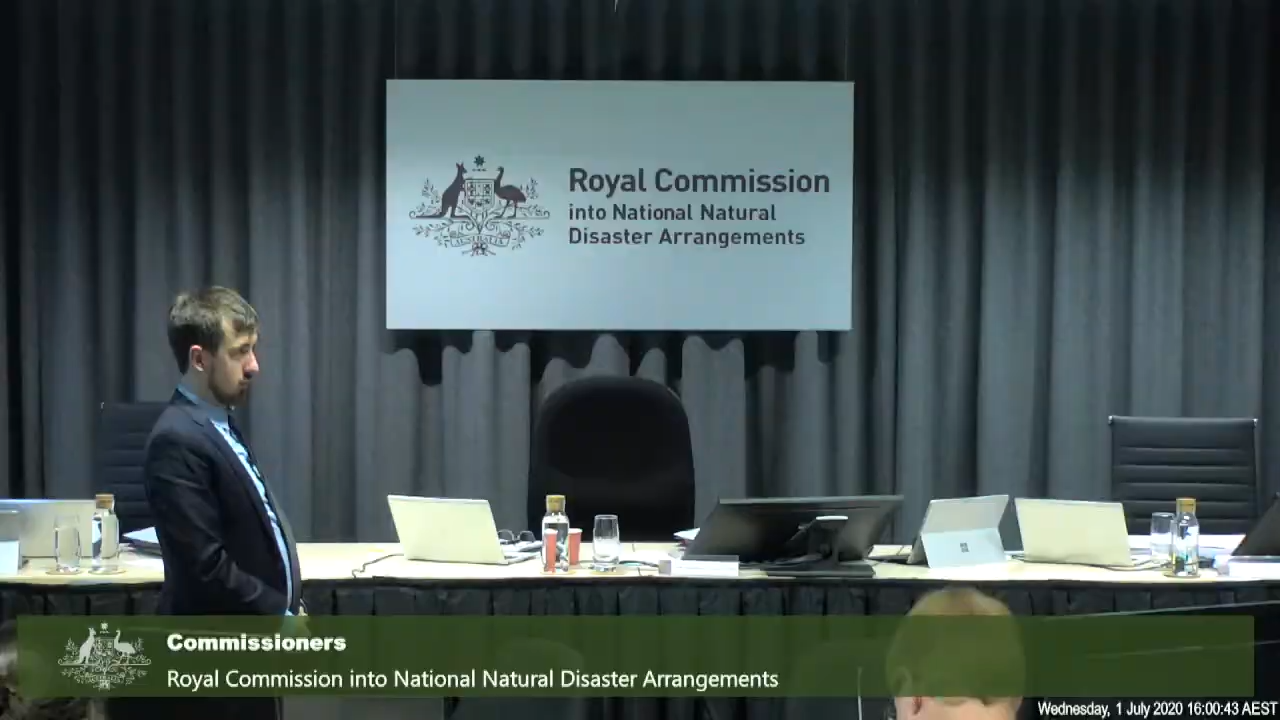 Royal Commission
into National Natural
Disaster Arrangements
AUSTRALIA
Commissioners
Royal Commission into National Natural Disaster Arrangements
Wednesday, 1 July 2020 16:00:43 AEST